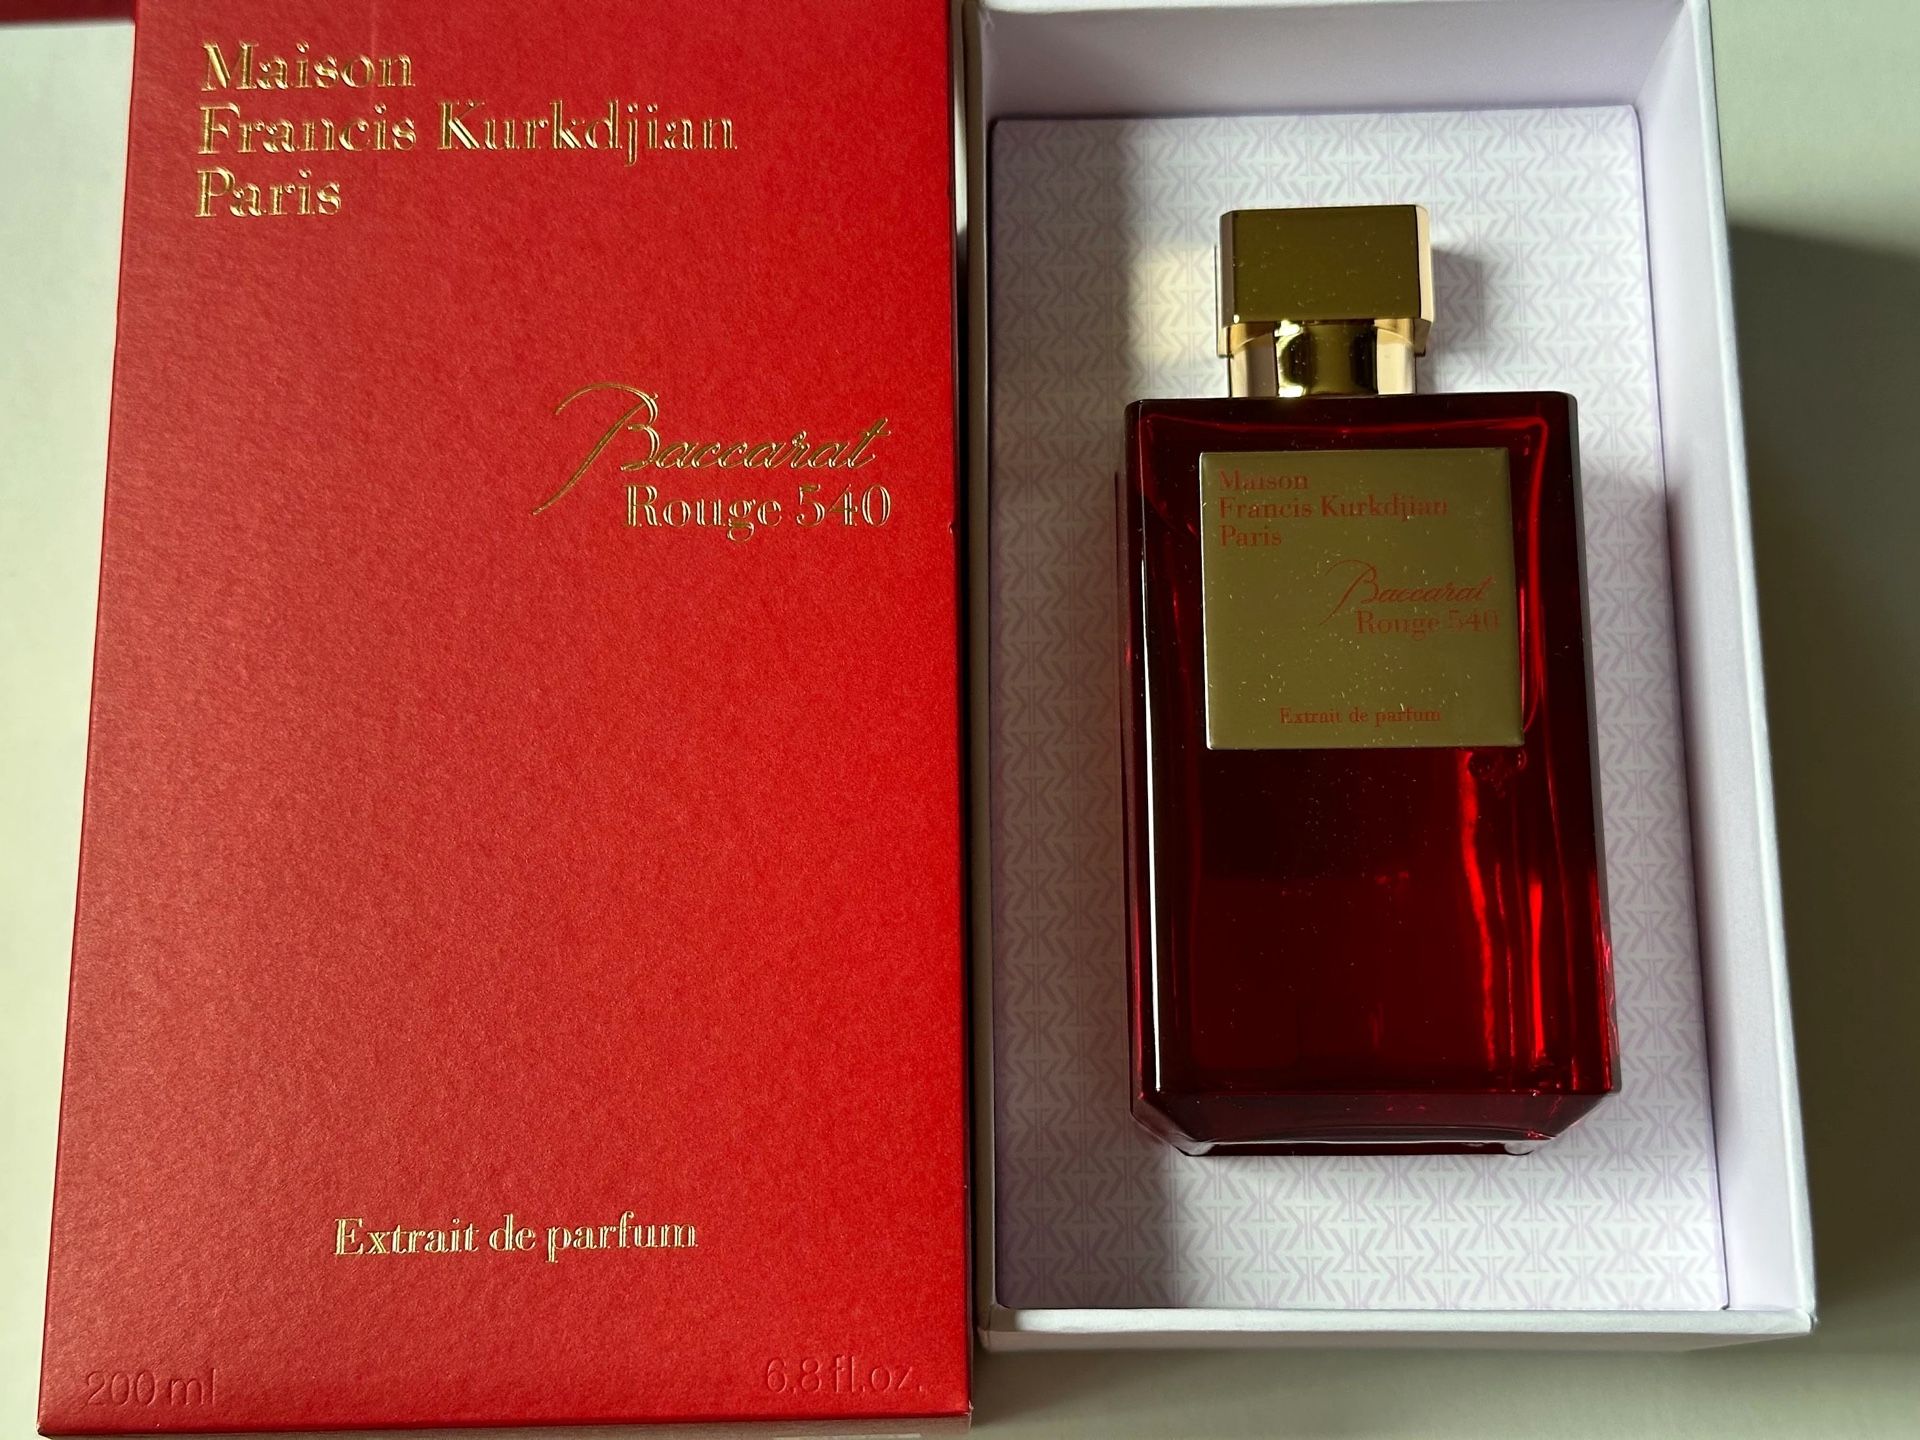 Maison
Francis Kurkdjian
Paris
Baccarat
Rouge 540
Extrait de parfum
200 ml
6.8 fl.oz.
Maison
Francis Kurkdjian
Paris
Baccarat
Rouge 540
Extrait de parfum